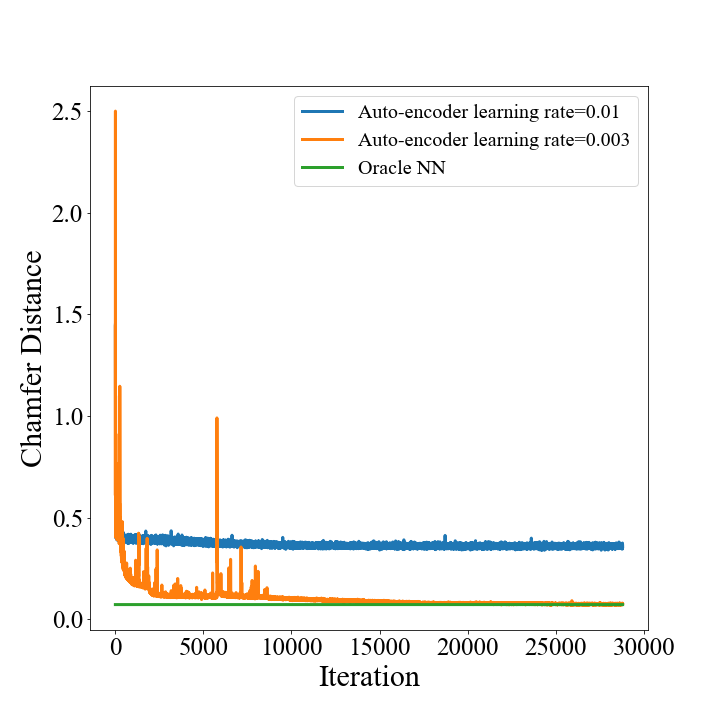 Auto-encoder learning rate=0.01
Auto-encoder learning rate=0.003
Oracle NN
Chamfer Distance
2.5
2.0
1.5
1.0
0.5
0.0
0 5000 10000 15000 20000 25000 30000
Iteration